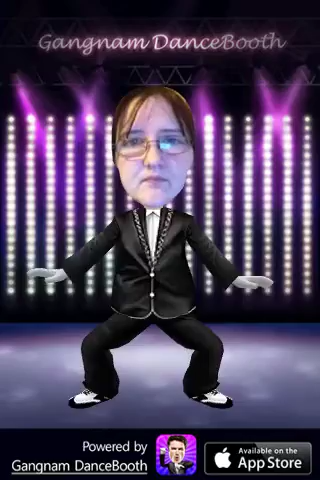 Gangnam DanceBooth
Powered by
Gangnam DanceBooth
Available on the
App Store